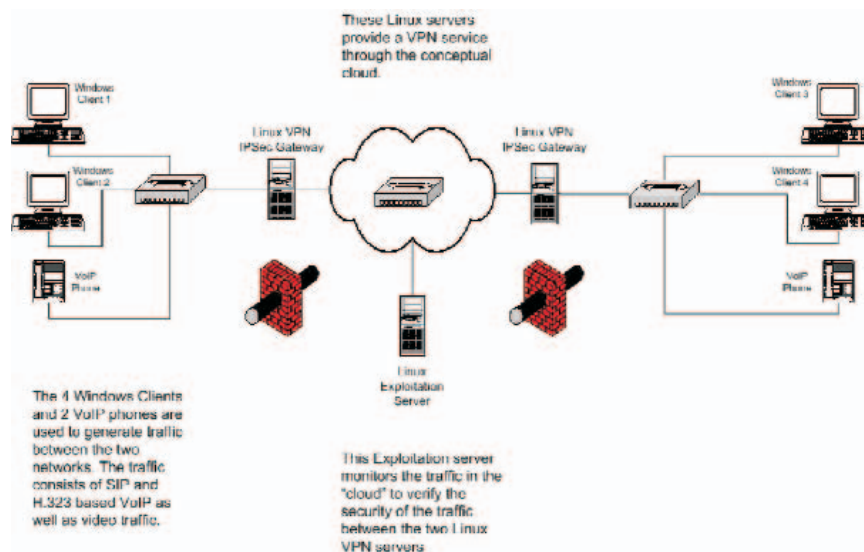 These Linux servers
provide a VPN service
through the conceptual
cloud.
Windows
Client 1
Windows
Client 3
Linux VPN
IPSec Gateway
Linux VPN
IPSec Gateway
Windows
Client 2
Windows
Client 4
VoIP
Phone
VoIP
Phone
Linux
Exploitation
Server
The 4 Windows Clients
and 2 VoIP phones are
used to generate traffic
between the two
networks. The traffic
consists of SIP and
H.323 based VoIP as
well as video traffic.
This Exploitation server
monitors the traffic in the
"cloud" to verify the
security of the traffic
between the two Linux
VPN servers